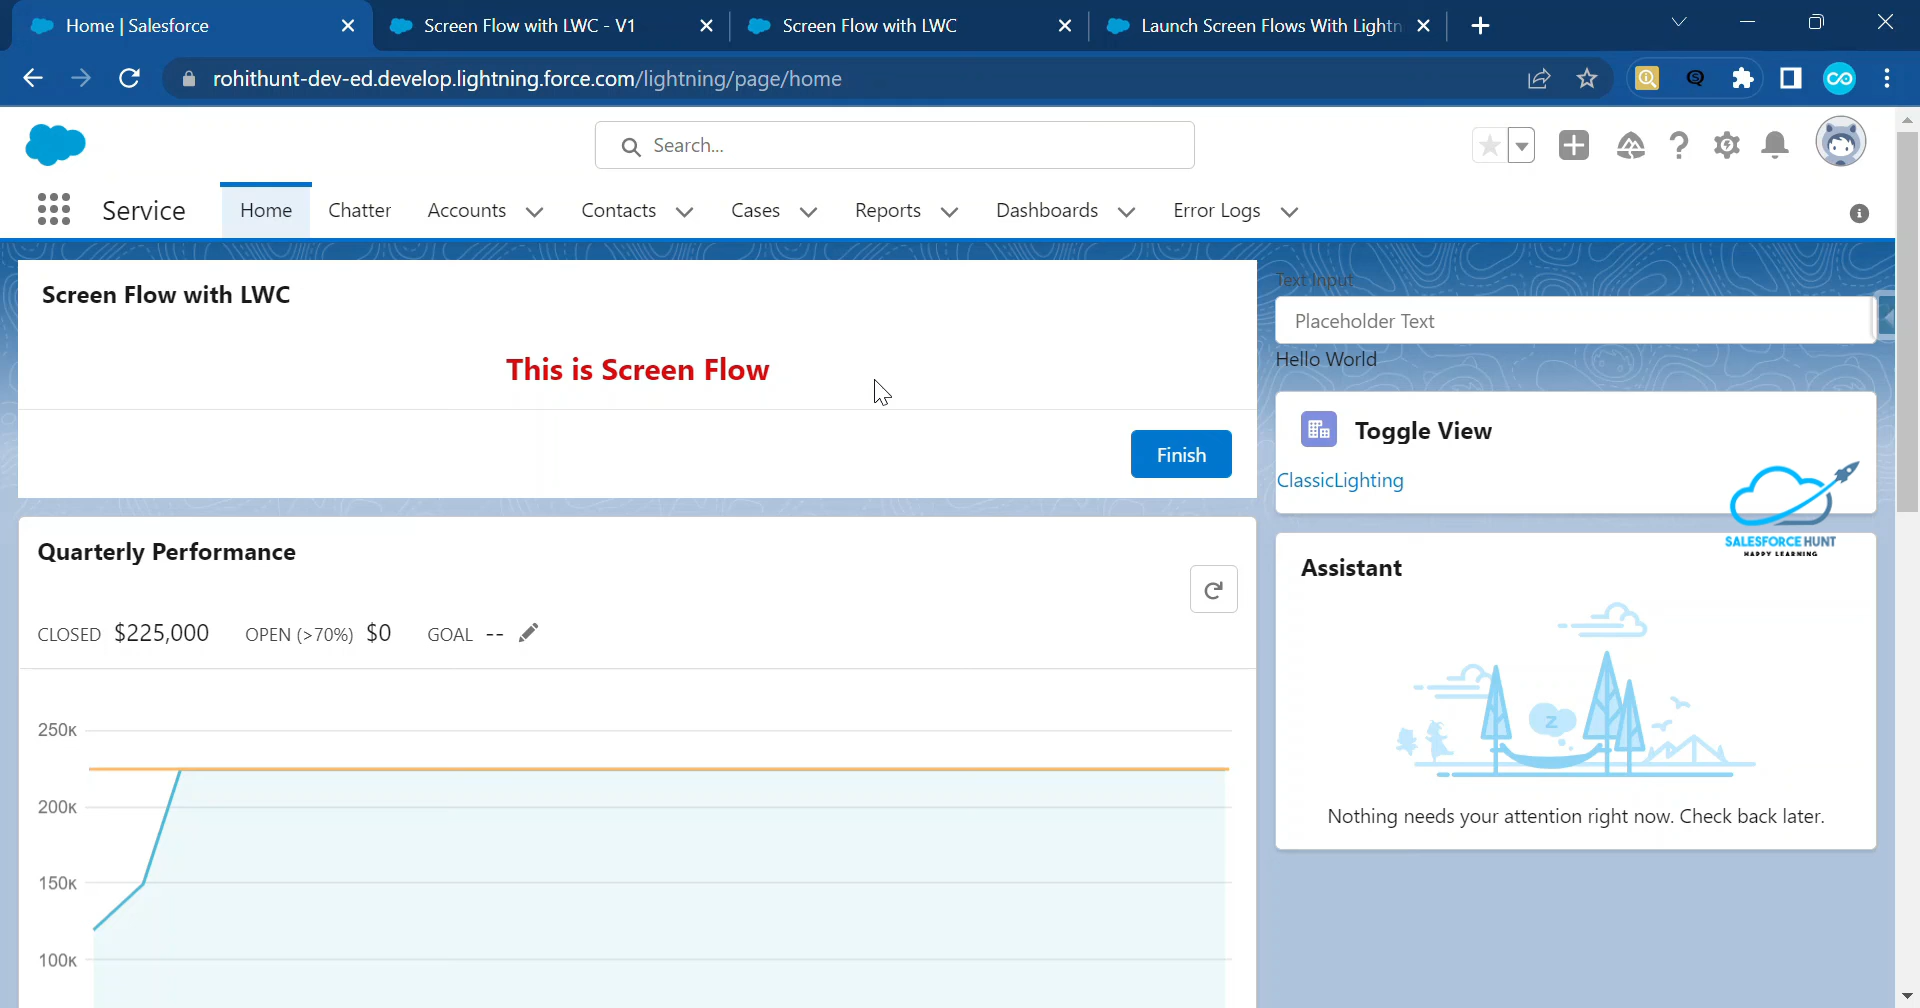 Home | Salesforce
Screen Flow with LWC - V1
Screen Flow with LWC
Launch Screen Flows With Lightn
rohithunt-dev-ed.develop.lightning.force.com/lightning/page/home
Search...
Service
Home
Chatter
Accounts
Contacts
Cases
Reports
Dashboards
Error Logs
Screen Flow with LWC
This is Screen Flow
Finish
Text Input
Placeholder Text
Hello World
Toggle View
ClassicLighting
SALESFORCE HUNT
HAPPY LEARNING
Quarterly Performance
CLOSED $225,000 OPEN (>70%) $0 GOAL --
250K
200K
150K
100K
Assistant
Z
Nothing needs your attention right now. Check back later.